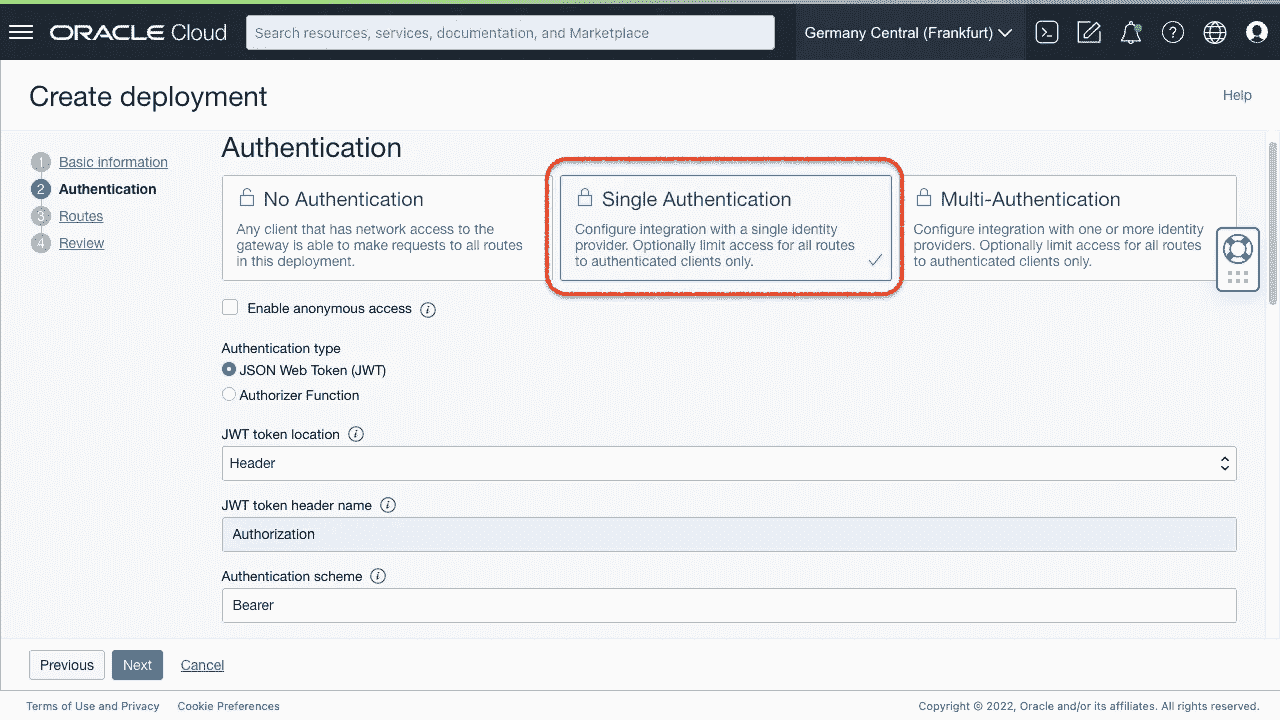 ORACLE Cloud
Search resources, services, documentation, and Marketplace
Germany Central (Frankfurt)
Create deployment
Help
1 Basic information
2 Authentication
3 Routes
4 Review
Authentication
No Authentication
Any client that has network access to the
gateway is able to make requests to all routes
in this deployment.
Single Authentication
Configure integration with a single identity
provider. Optionally limit access for all routes
to authenticated clients only.
Multi-Authentication
Configure integration with one or more identity
providers. Optionally limit access for all routes
to authenticated clients only.
Enable anonymous access
Authentication type
JSON Web Token (JWT)
Authorizer Function
JWT token location
Header
JWT token header name
Authorization
Authentication scheme
Bearer
Previous
Next
Cancel
Terms of Use and Privacy
Cookie Preferences
Copyright © 2022, Oracle and/or its affiliates. All rights reserved.